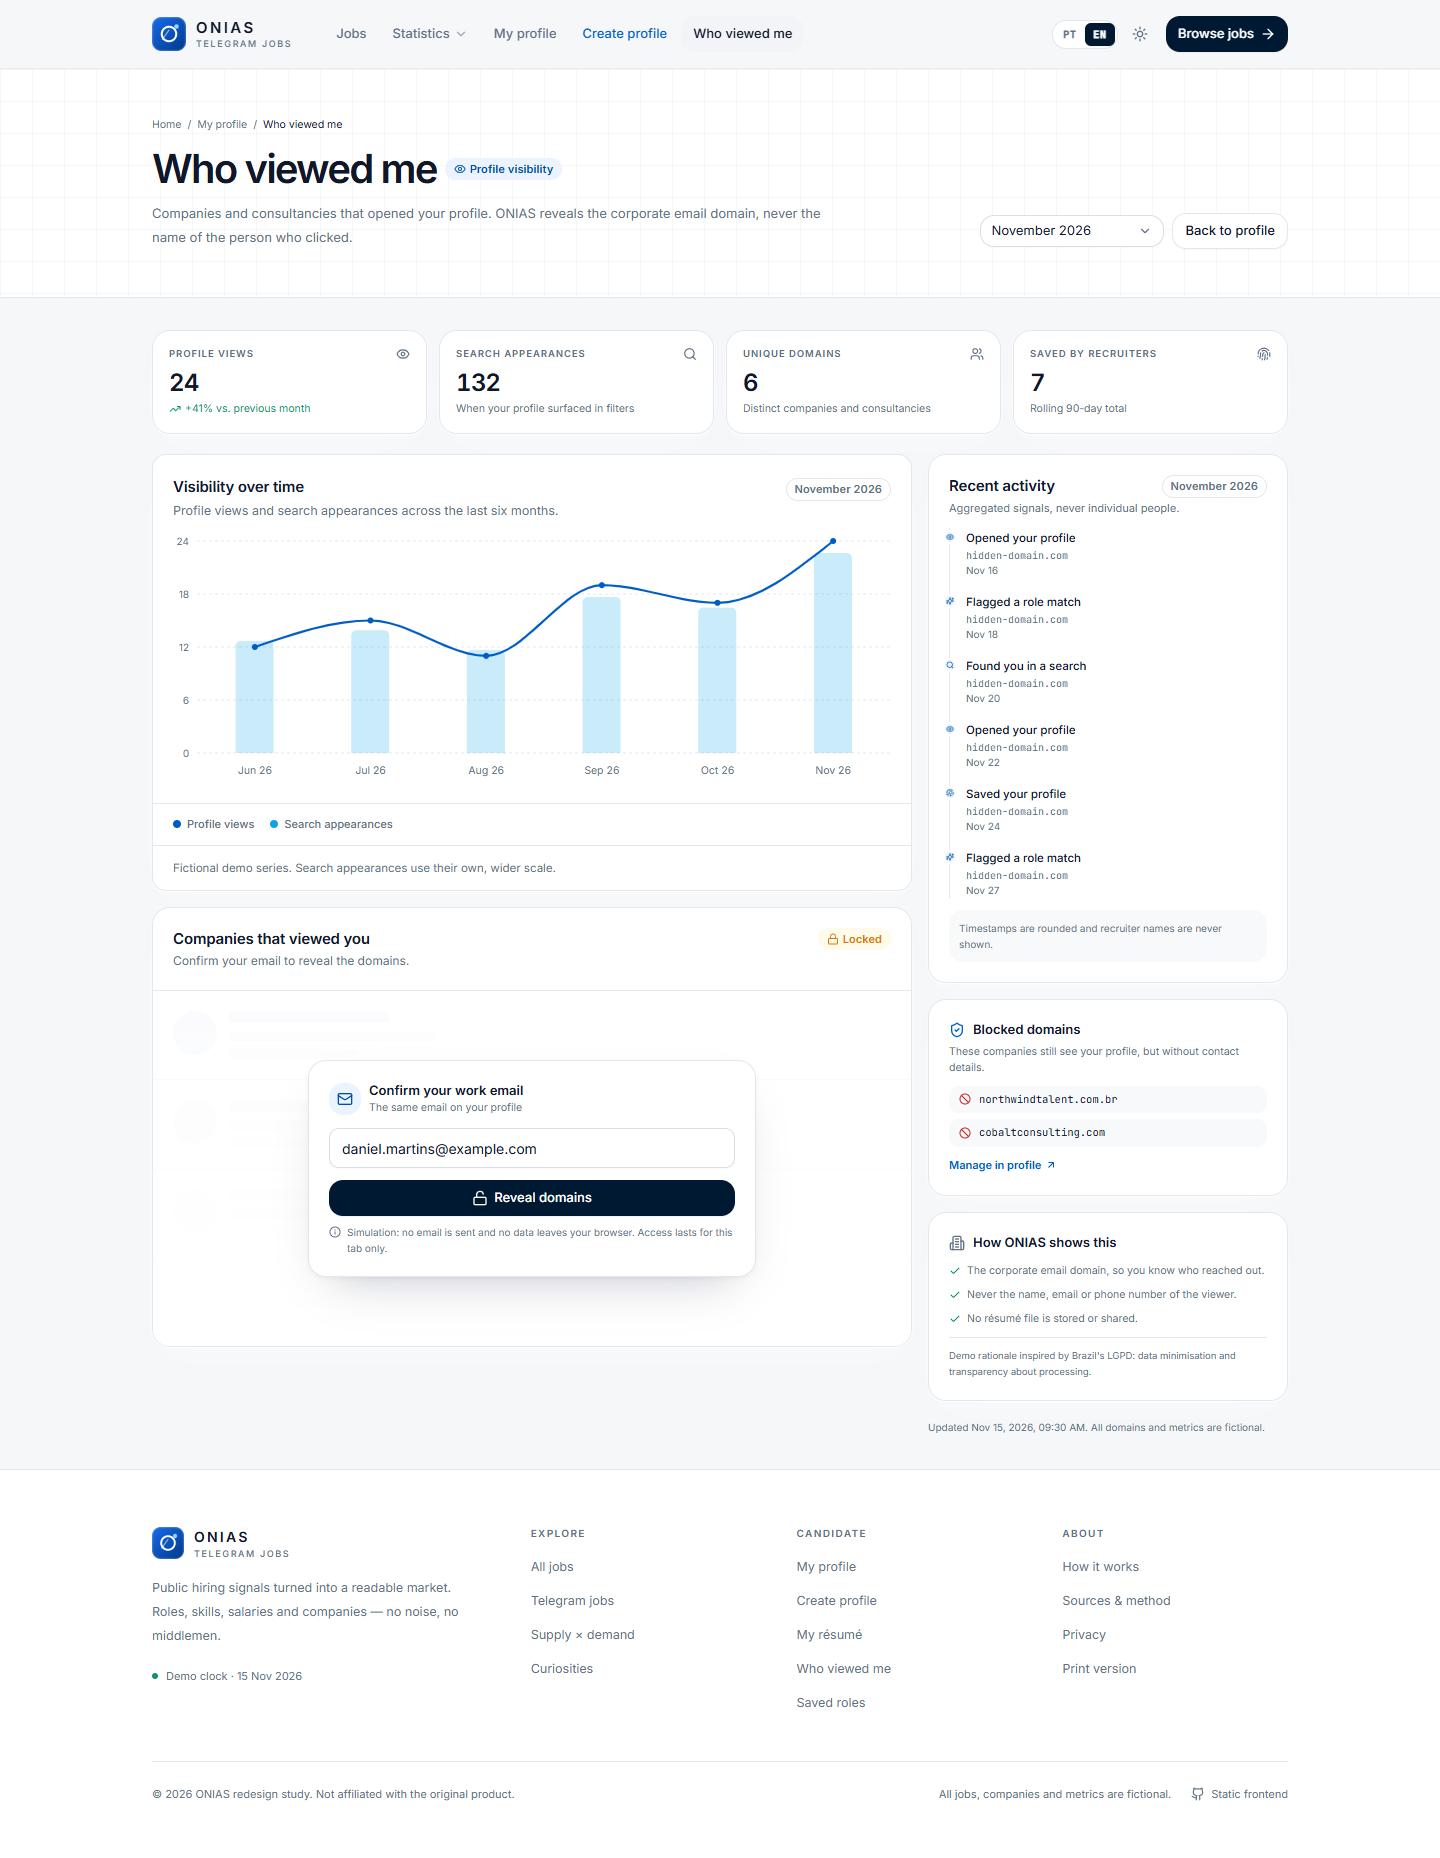 ONIAS
TELEGRAM JOBS
Jobs
Statistics
My profile
Create profile
Who viewed me
PT
EN
Browse jobs
Home / My profile / Who viewed me
Who viewed me
Profile visibility
Companies and consultancies that opened your profile. ONIAS reveals the corporate email domain, never the
name of the person who clicked.
November 2026
Back to profile
PROFILE VIEWS
24
+41% vs. previous month
SEARCH APPEARANCES
132
When your profile surfaced in filters
UNIQUE DOMAINS
6
Distinct companies and consultancies
SAVED BY RECRUITERS
7
Rolling 90-day total
Visibility over time
November 2026
Profile views and search appearances across the last six months.
24
18
12
6
0
Jun 26
Jul 26
Aug 26
Sep 26
Oct 26
Nov 26
Profile views
Search appearances
Fictional demo series. Search appearances use their own, wider scale.
Companies that viewed you
Locked
Confirm your email to reveal the domains.
Confirm your work email
The same email on your profile
daniel.martins@example.com
Reveal domains
Simulation: no email is sent and no data leaves your browser. Access lasts for this
tab only.
Recent activity
November 2026
Aggregated signals, never individual people.
Opened your profile
hidden-domain.com
Nov 16
Flagged a role match
hidden-domain.com
Nov 18
Found you in a search
hidden-domain.com
Nov 20
Opened your profile
hidden-domain.com
Nov 22
Saved your profile
hidden-domain.com
Nov 24
Flagged a role match
hidden-domain.com
Nov 27
Timestamps are rounded and recruiter names are never
shown.
Blocked domains
These companies still see your profile, but without contact
details.
northwindtalent.com.br
cobaltconsulting.com
Manage in profile
How ONIAS shows this
The corporate email domain, so you know who reached out.
Never the name, email or phone number of the viewer.
No résumé file is stored or shared.
Demo rationale inspired by Brazil's LGPD: data minimisation and
transparency about processing.
Updated Nov 15, 2026, 09:30 AM. All domains and metrics are fictional.
ONIAS
TELEGRAM JOBS
Public hiring signals turned into a readable market.
Roles, skills, salaries and companies — no noise, no
middlemen.
Demo clock · 15 Nov 2026
EXPLORE
All jobs
Telegram jobs
Supply × demand
Curiosities
CANDIDATE
My profile
Create profile
My résumé
Who viewed me
Saved roles
ABOUT
How it works
Sources & method
Privacy
Print version
© 2026 ONIAS redesign study. Not affiliated with the original product.
All jobs, companies and metrics are fictional.
Static frontend